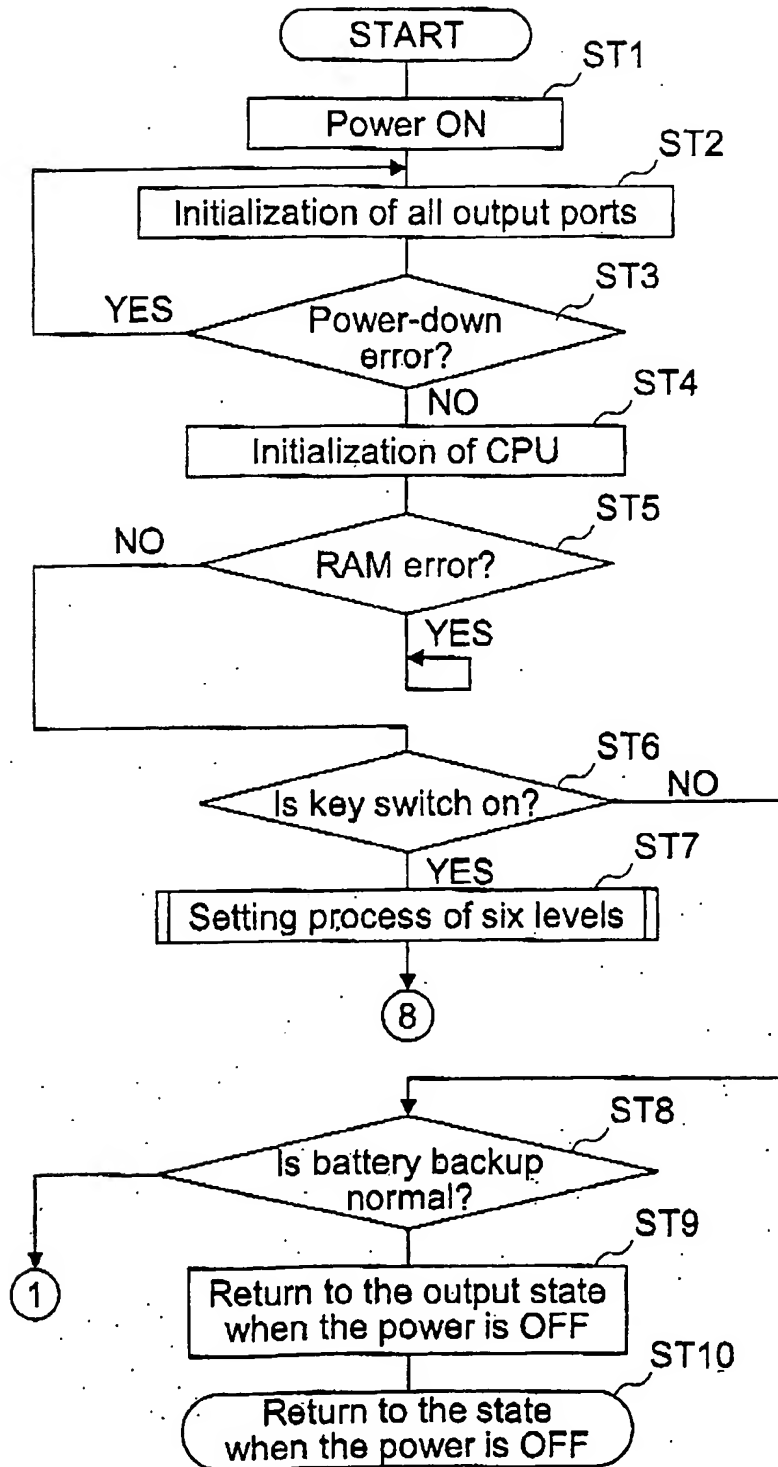 START
ST1
Power ON
ST2
Initialization of all output ports
ST3
YES
Power-down
error?
NO
ST4
Initialization of CPU
ST5
NO
RAM error?
YES
ST6
Is key switch on?
NO
YES
ST7
Setting process of six levels
8
ST8
Is battery backup
normal?
1
ST9
Return to the output state
when the power is OFF
ST10
Return to the state
when the power is OFF